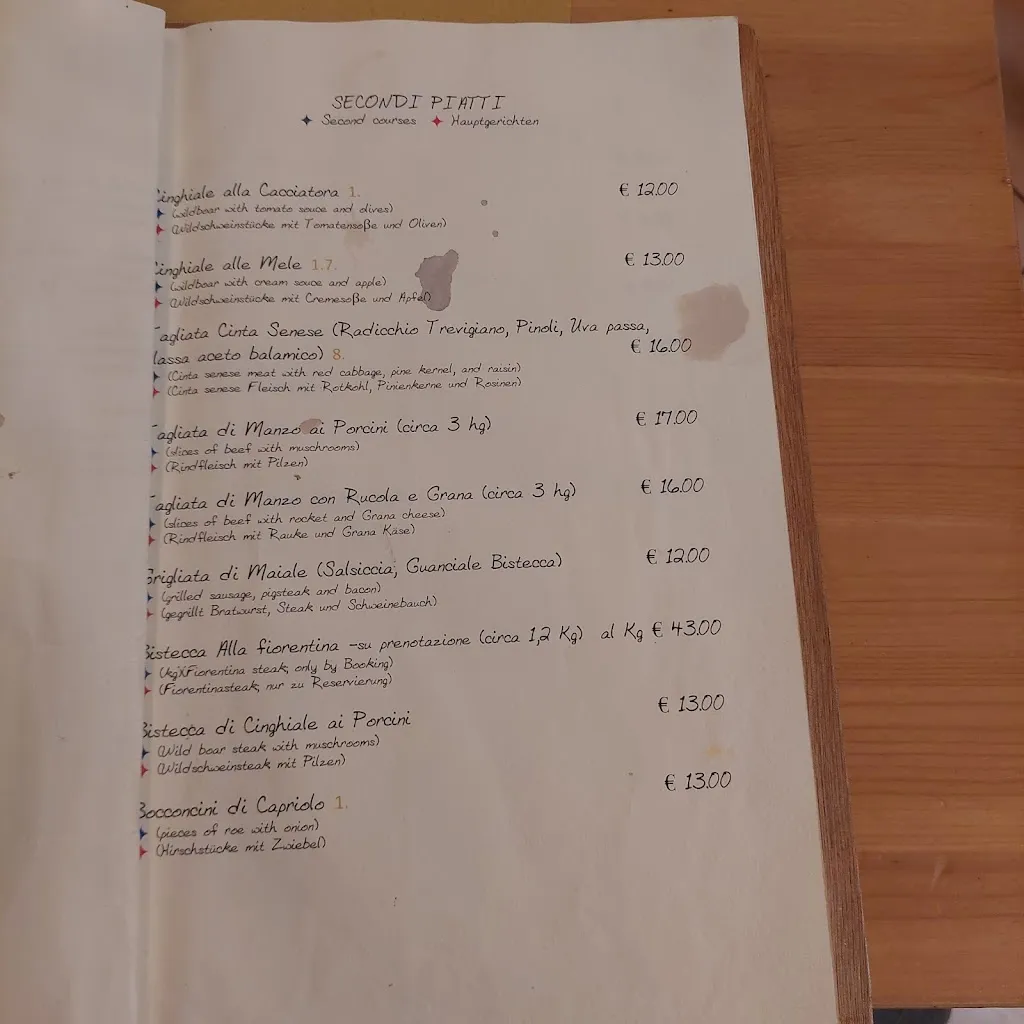 SECONDI PIATTI
Second courses Hauptgerichten
Cinghiale alla Cacciatora 1. € 12.00
(wildboar with tomato souce and olives)
(Wildschweinstücke mit Tomatensoße und Oliven)
Cinghiale alle Mele 1.7. € 13.00
(wildboar with cream souce and apple)
(Wildschweinstücke mit Cremesoße und Apfel)
Tagliata Cinta Senese (Radicchio Trevigiano, Pinoli, Uva passa,
lassa aceto balamico) 8. € 16.00
(Cinta senese meat with red cabbage, pine kernel, and raisin)
(Cinta senese Fleisch mit Rotkohl, Pinienkerne und Rosinen)
Tagliata di Manzo ai Porcini (circa 3 hg) € 17.00
(slices of beef with muschrooms)
(Rindfleisch mit Pilzen)
Tagliata di Manzo con Rucola e Grana (circa 3 hg) € 16.00
(slices of beef with rocket and Grana cheese)
(Rindfleisch mit Rauke und Grana Käse)
Grigliata di Maiale (Salsiccia, Guanciale Bistecca) € 12.00
(grilled sausage, pigsteak and bacon)
(gegrillt Bratwurst, Steak und Schweinebauch)
Bistecca Alla fiorentina -su prenotazione (circa 1,2 Kg) al Kg € 43.00
(kg)(Fiorentina steak, only by Booking)
(Fiorentinasteak, nur zu Reservierung)
Bistecca di Cinghiale ai Porcini € 13.00
(Wild boar steak with muschrooms)
(Wildschweinsteak mit Pilzen)
Bocconcini di Capriolo 1. € 13.00
(pieces of roe with onion)
(Hirschstücke mit Zwiebel)